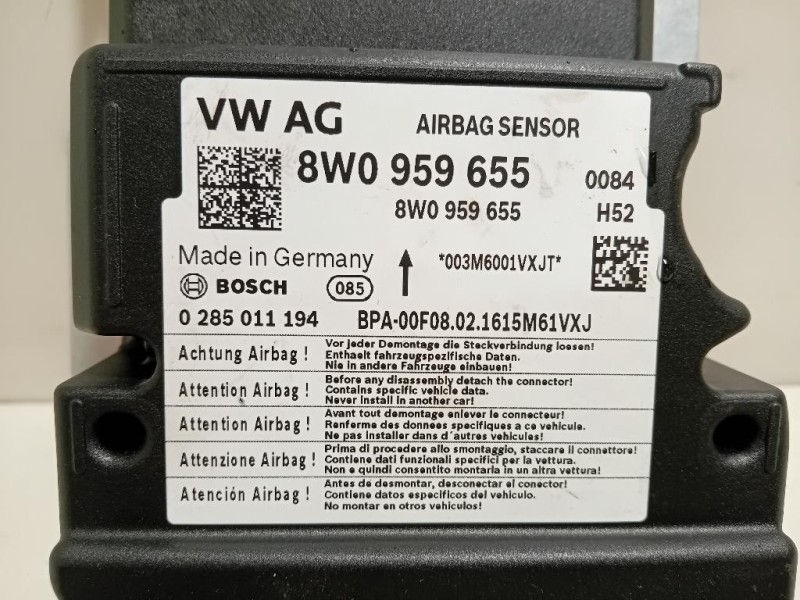 VW AG AIRBAG SENSOR
8W0 959 655 0084
8W0 959 655 H52
Made in Germany *003M6001VXJT*
BOSCH 085
0 285 011 194 BPA-00F08.02.1615M61VXJ
Achtung Airbag !
Vor jeder Demontage die Steckverbindung loesen!
Enthaelt fahrzeugspezifische Daten.
Nie in andere Fahrzeuge einbauen!
Attention Airbag !
Before any disassembly detach the connector!
Contains specific vehicle data.
Never install in another car!
Attention Airbag !
Avant tout demontage enlever le connecteur!
Renferme des donnees specifiques a ce vehicule.
Ne pas installer dans d'autres vehicules!
Attenzione Airbag !
Prima di procedere allo smontaggio, staccare il connettore!
Contiene dati funzionali specifici per la vettura.
Non e quindi consentito montarla in un altra vettura!
Atención Airbag !
Antes de desmontar, desconectar el conector!
Contiene datos especificos del vehiculo.
No montar en otros vehiculos!